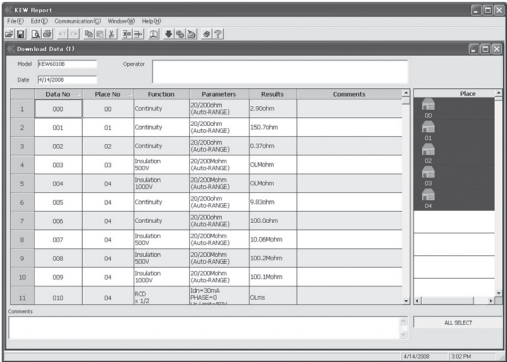 KEW Report
File(F) Edit(E) Communication(C) Window(W) Help(H)
Download Data (1)
Model KEW6010B Operator
Date 4/14/2008
Data No Place No Function Parameters Results Comments Place
1 000 00 Continuity 20/200ohm (Auto-RANGE) 2.90ohm
2 001 01 Continuity 20/200ohm (Auto-RANGE) 150.7ohm
3 002 02 Continuity 20/200ohm (Auto-RANGE) 0.37ohm
4 003 03 Insulation 500V 20/200Mohm (Auto-RANGE) OLMohm
5 004 04 Insulation 1000V 20/200Mohm (Auto-RANGE) OLMohm
6 005 04 Continuity 20/200ohm (Auto-RANGE) 9.83ohm
7 006 04 Continuity 20/200ohm (Auto-RANGE) 100.0ohm
8 007 04 Insulation 500V 20/200Mohm (Auto-RANGE) 10.06Mohm
9 008 04 Insulation 500V 20/200Mohm (Auto-RANGE) 100.2Mohm
10 009 04 Insulation 1000V 20/200Mohm (Auto-RANGE) 100.1Mohm
11 010 04 RCD x 1/2 Idn=30mA PHASE=0 OLms
00
01
02
03
04
Comments
ALL SELECT
4/14/2008 3:02 PM